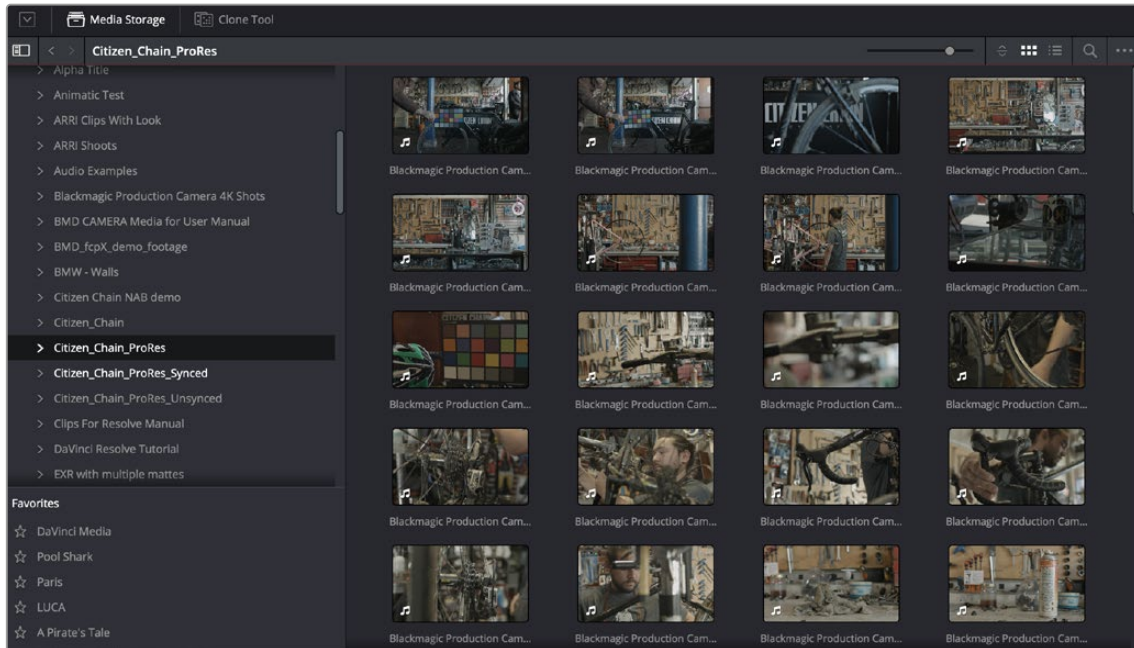 Media Storage
Clone Tool
Citizen_Chain_ProRes
Alpha Title
Animatic Test
ARRI Clips With Look
ARRI Shoots
Audio Examples
Blackmagic Production Camera 4K Shots
BMD CAMERA Media for User Manual
BMD_fcpX_demo_footage
BMW - Walls
Citizen Chain NAB demo
Citizen_Chain
Citizen_Chain_ProRes
Citizen_Chain_ProRes_Synced
Citizen_Chain_ProRes_Unsynced
Clips For Resolve Manual
DaVinci Resolve Tutorial
EXR with multiple mattes
Favorites
DaVinci Media
Pool Shark
Paris
LUCA
A Pirate's Tale
Blackmagic Production Cam... Blackmagic Production Cam... Blackmagic Production Cam... Blackmagic Production Cam...
Blackmagic Production Cam... Blackmagic Production Cam... Blackmagic Production Cam... Blackmagic Production Cam...
Blackmagic Production Cam... Blackmagic Production Cam... Blackmagic Production Cam... Blackmagic Production Cam...
Blackmagic Production Cam... Blackmagic Production Cam... Blackmagic Production Cam... Blackmagic Production Cam...
Blackmagic Production Cam... Blackmagic Production Cam... Blackmagic Production Cam... Blackmagic Production Cam...